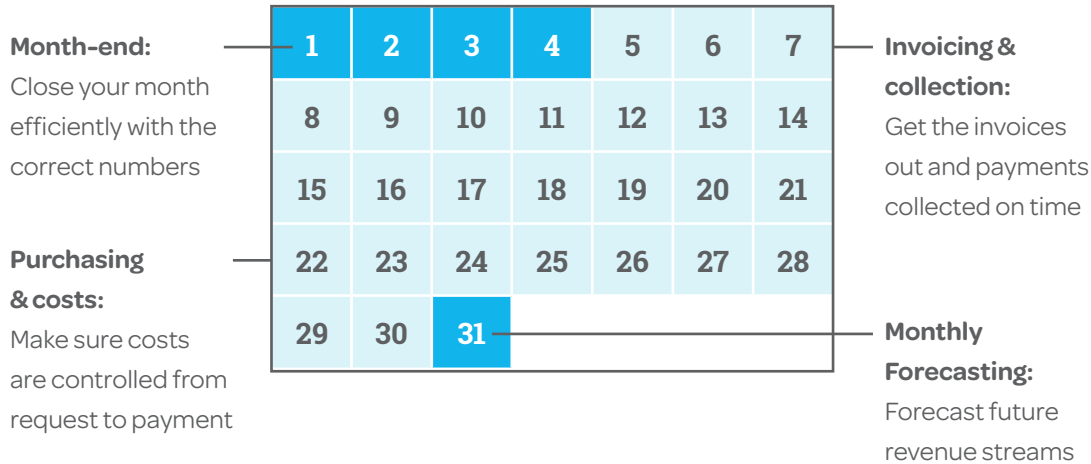 Month-end:
Close your month
efficiently with the
correct numbers
Purchasing
& costs:
Make sure costs
are controlled from
request to payment
1 2 3 4 5 6 7
8 9 10 11 12 13 14
15 16 17 18 19 20 21
22 23 24 25 26 27 28
29 30 31
Invoicing &
collection:
Get the invoices
out and payments
collected on time
Monthly
Forecasting:
Forecast future
revenue streams